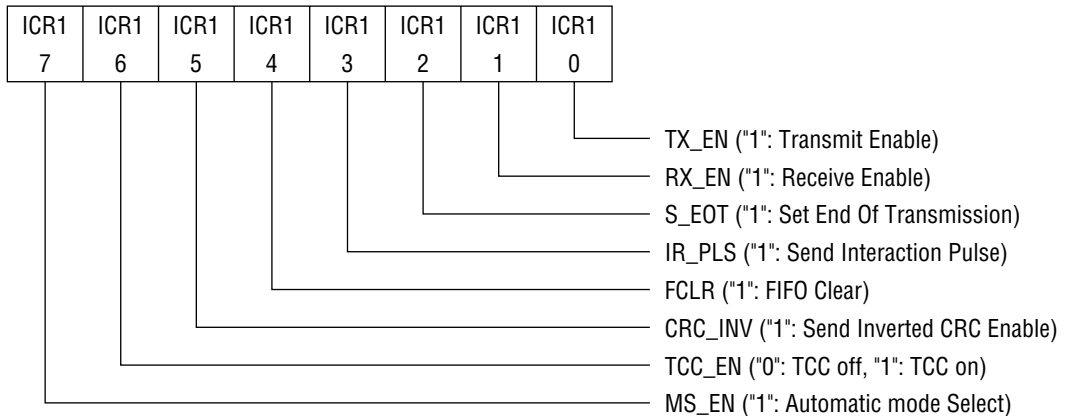 ICR1 ICR1 ICR1 ICR1 ICR1 ICR1 ICR1 ICR1
7 6 5 4 3 2 1 0
TX_EN ("1": Transmit Enable)
RX_EN ("1": Receive Enable)
S_EOT ("1": Set End Of Transmission)
IR_PLS ("1": Send Interaction Pulse)
FCLR ("1": FIFO Clear)
CRC_INV ("1": Send Inverted CRC Enable)
TCC_EN ("0": TCC off, "1": TCC on)
MS_EN ("1": Automatic mode Select)